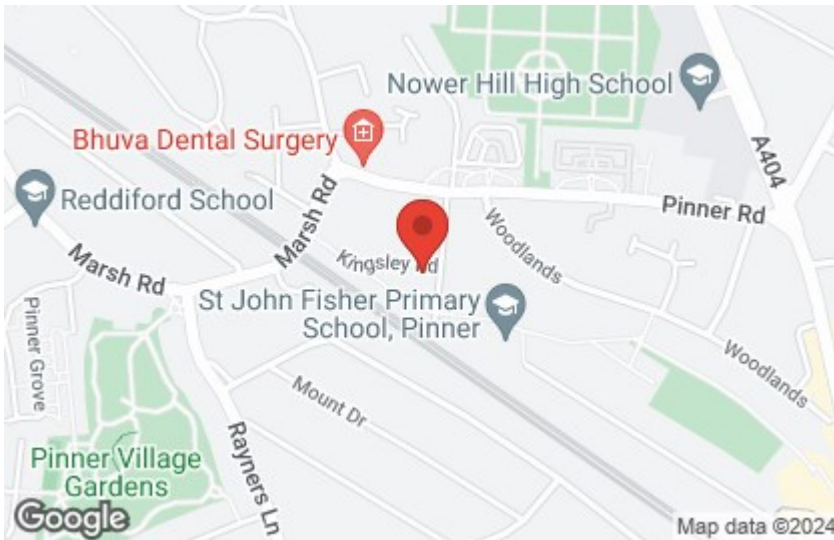 Nower Hill High School
A404
Bhuva Dental Surgery
Reddiford School
Marsh Rd
Pinner Rd
Woodlands
Kingsley Rd
Marsh Rd
St John Fisher Primary
School, Pinner
Pinner Grove
Woodlands
Mount Dr
Rayners Ln
Pinner Village
Gardens
Google
Map data ©2024